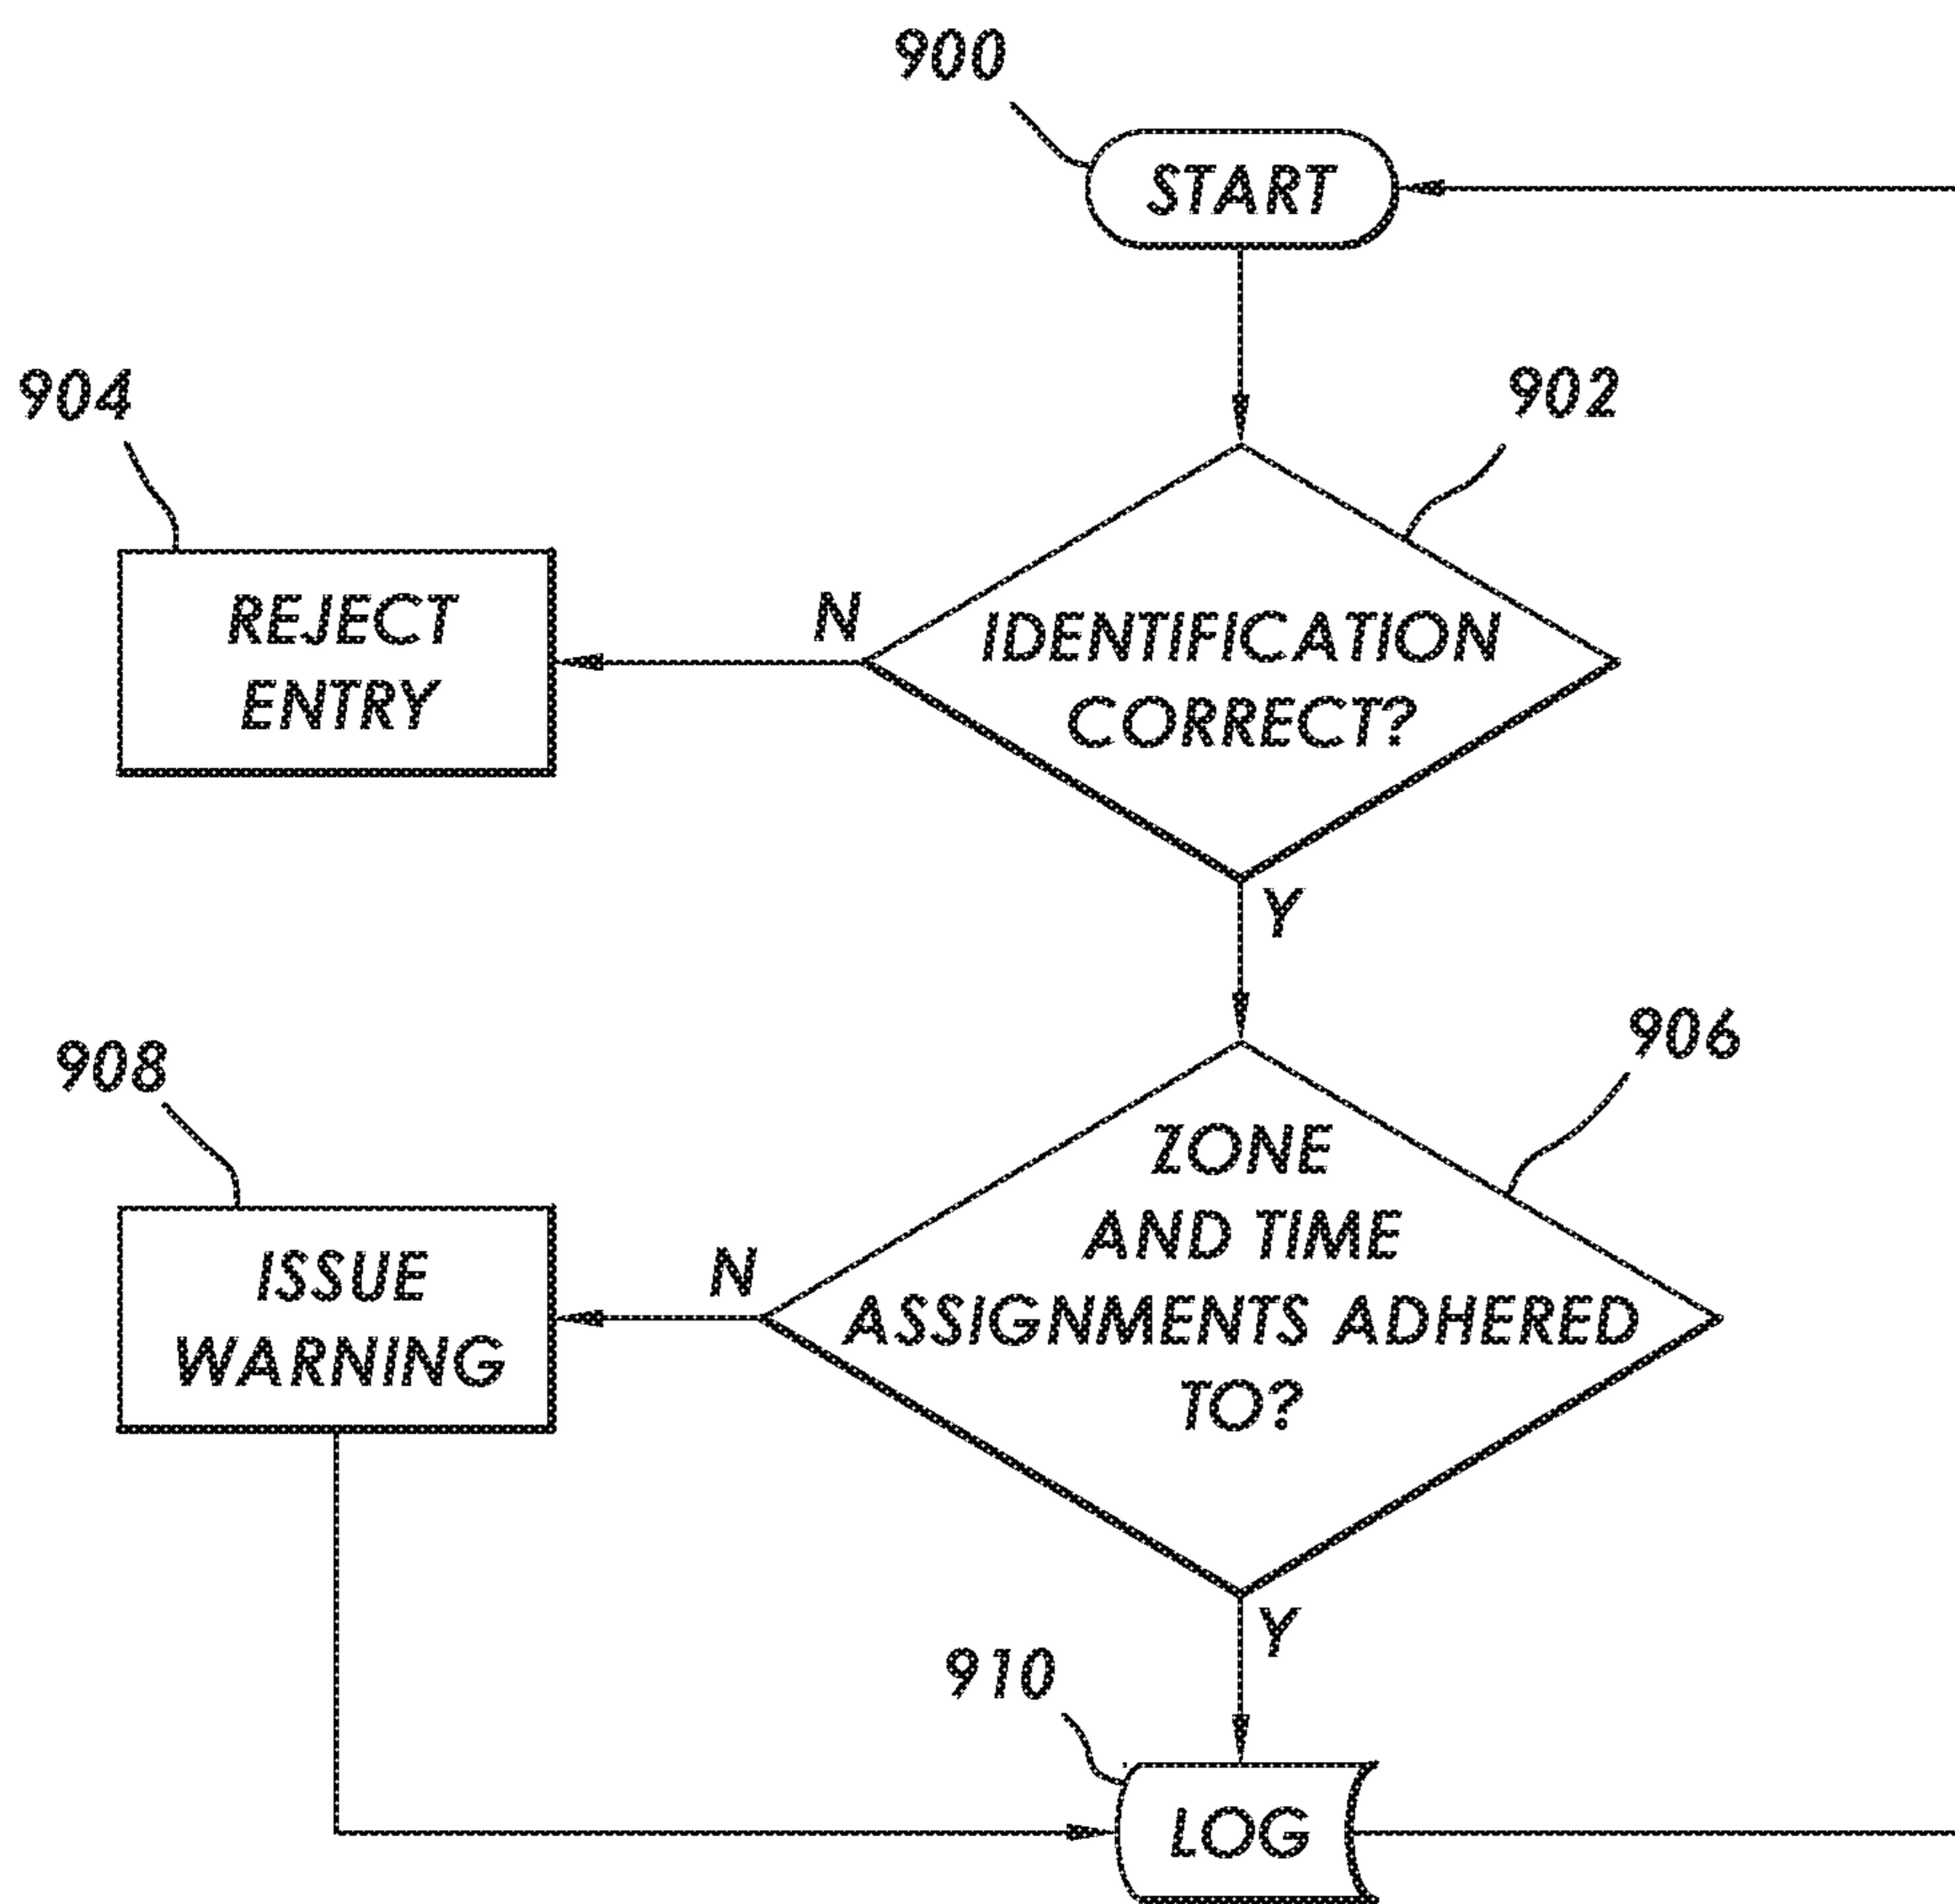 900
START
904
902
REJECT
ENTRY
N
IDENTIFICATION
CORRECT?
Y
908
906
ISSUE
WARNING
N
ZONE
AND TIME
ASSIGNMENTS ADHERED
TO?
Y
910
LOG